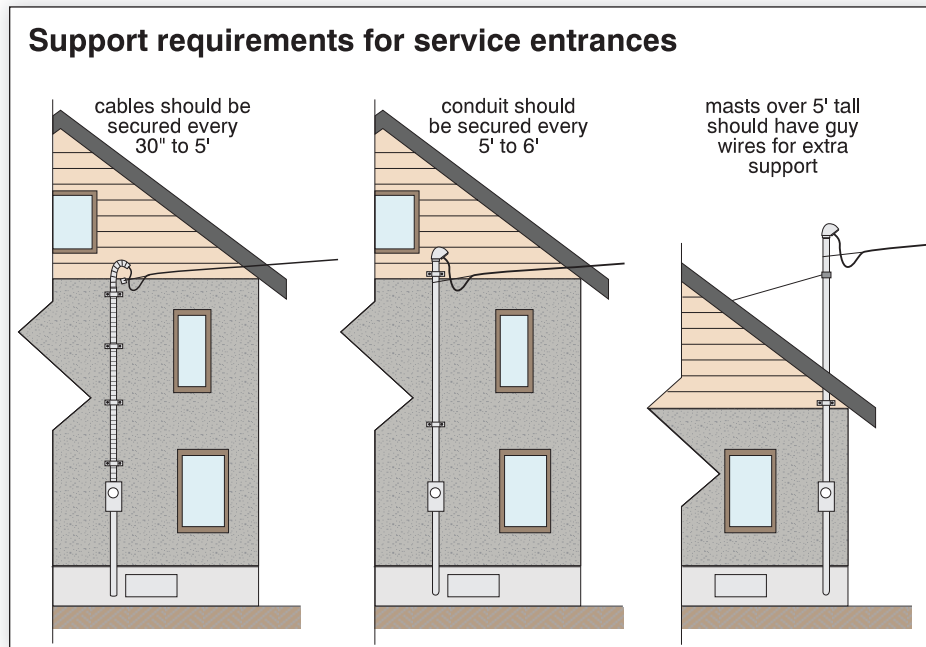 Support requirements for service entrances
cables should be
secured every
30" to 5'
conduit should
be secured every
5' to 6'
masts over 5' tall
should have guy
wires for extra
support